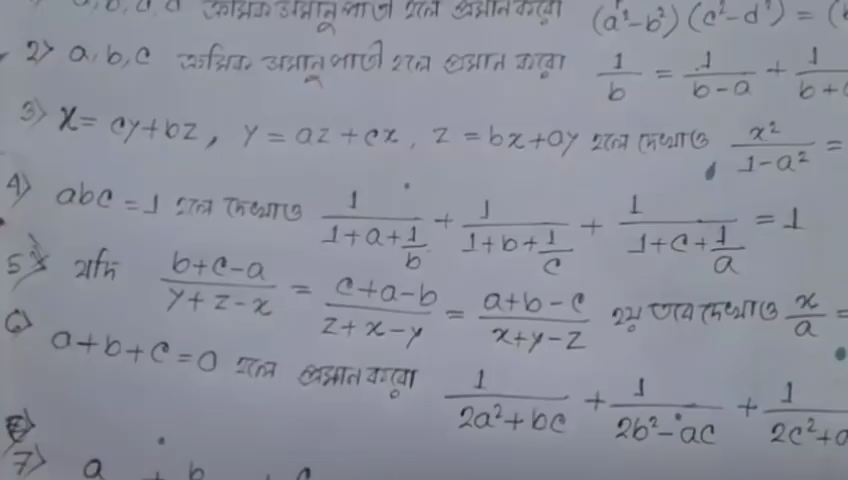 a, b, c, d ক্রমিক সমানুপাতী হলে প্রমান করো (a²-b²)(c²-d²) =
2) a, b, c ক্রমিক সমানুপাতী হলে প্রমান করো 1/b = 1/(b-a) + 1/(b+
3) x = cy+bz, y = az+cx, z = bx+ay হলে দেখাও x²/(1-a²) =
4) abc = 1 হলে দেখাও 1/(1+a+1/b) + 1/(1+b+1/c) + 1/(1+c+1/a) = 1
5) যদি (b+c-a)/(y+z-x) = (c+a-b)/(z+x-y) = (a+b-c)/(x+y-z) হয় তবে দেখাও x/a =
6) a+b+c=0 হলে প্রমান করো 1/(2a²+bc) + 1/(2b²-ac) + 1/(2c²+
7) a + b + c